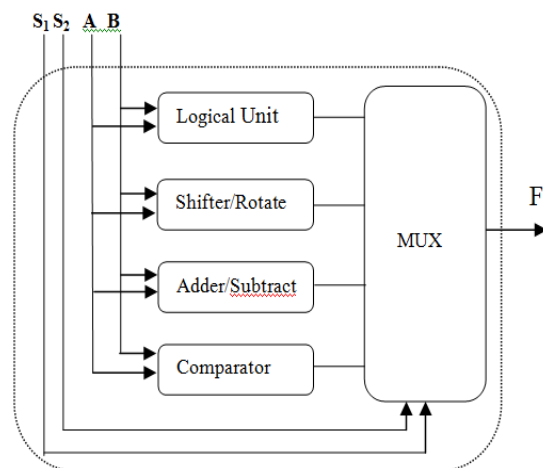 S1 S2 A B
Logical Unit
Shifter/Rotate
Adder/Subtract
Comparator
MUX
F